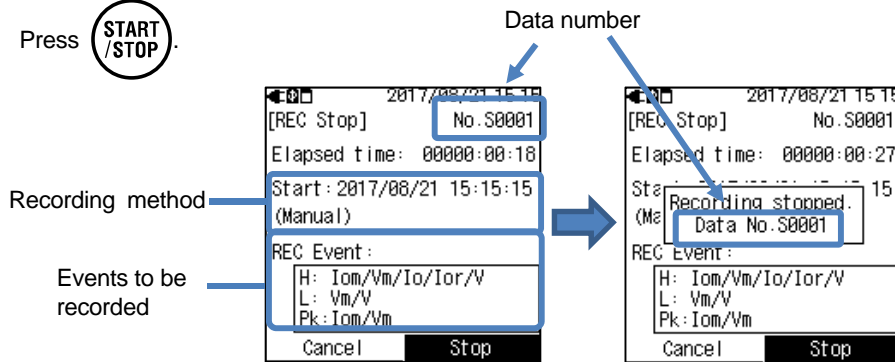 Data number
Press START /STOP.
2017/08/21 15:15
[REC Stop] No.S0001
Elapsed time: 00000:00:18
Recording method
Start:2017/08/21 15:15:15
(Manual)
Events to be recorded
REC Event:
H: Iom/Vm/Io/Ior/V
L: Vm/V
Pk:Iom/Vm
Cancel Stop
2017/08/21 15:15
[REC Stop] No.S0001
Elapsed time: 00000:00:27
Recording stopped.
Data No.S0001
REC Event:
H: Iom/Vm/Io/Ior/V
L: Vm/V
Pk:Iom/Vm
Cancel Stop